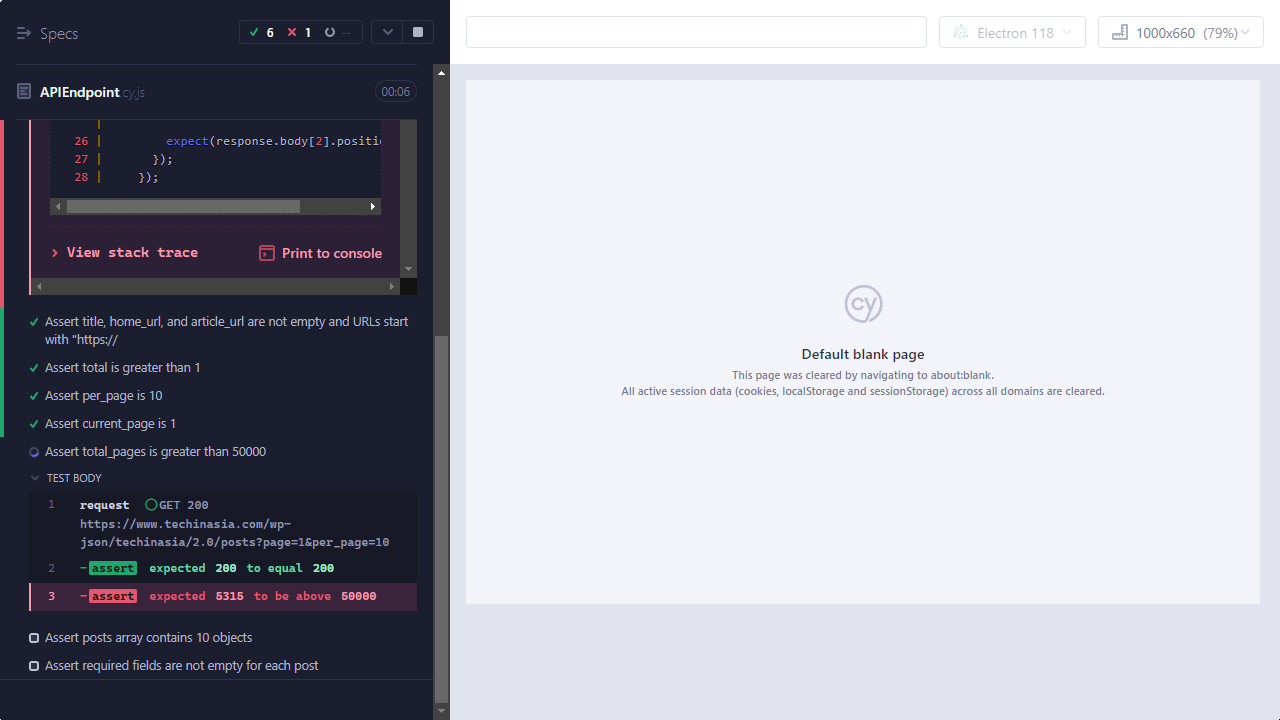 Specs
6
1
--
Electron 118
1000x660 (79%)
APIEndpoint.cy.js
00:06
26 | expect(response.body[2].positi
27 | });
28 | });
View stack trace
Print to console
Assert title, home_url, and article_url are not empty and URLs start
with "https://
Assert total is greater than 1
Assert per_page is 10
Assert current_page is 1
Assert total_pages is greater than 50000
TEST BODY
1 request GET 200
https://www.techinasia.com/wp-
json/techinasia/2.0/posts?page=1&per_page=10
2 -assert expected 200 to equal 200
3 -assert expected 5315 to be above 50000
Assert posts array contains 10 objects
Assert required fields are not empty for each post
cy
Default blank page
This page was cleared by navigating to about:blank.
All active session data (cookies, localStorage and sessionStorage) across all domains are cleared.